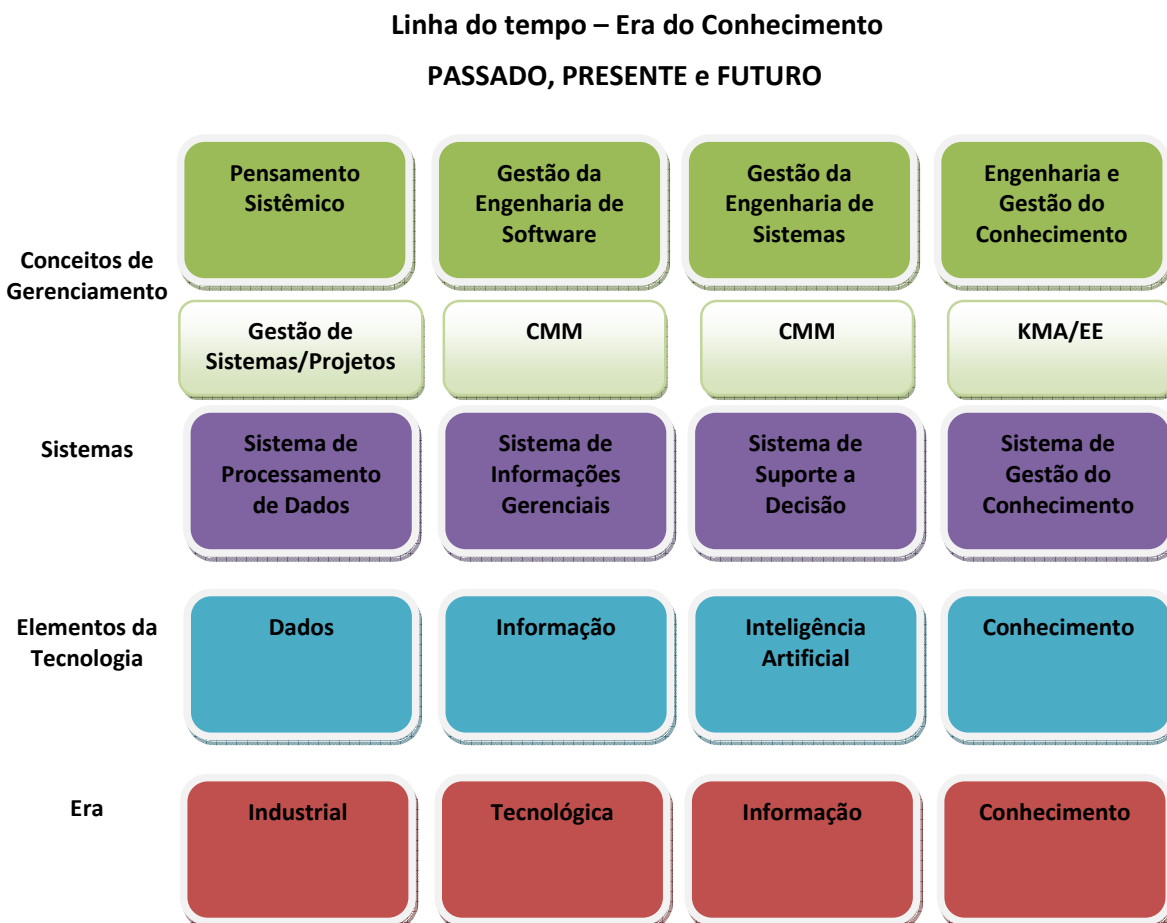 Linha do tempo – Era do Conhecimento
PASSADO, PRESENTE e FUTURO
Conceitos de
Gerenciamento
Pensamento
Sistêmico
Gestão da
Engenharia de
Software
Gestão da
Engenharia de
Sistemas
Engenharia e
Gestão do
Conhecimento
Gestão de
Sistemas/Projetos
CMM
CMM
KMA/EE
Sistemas
Sistema de
Processamento
de Dados
Sistema de
Informações
Gerenciais
Sistema de
Suporte a
Decisão
Sistema de
Gestão do
Conhecimento
Elementos da
Tecnologia
Dados
Informação
Inteligência
Artificial
Conhecimento
Era
Industrial
Tecnológica
Informação
Conhecimento